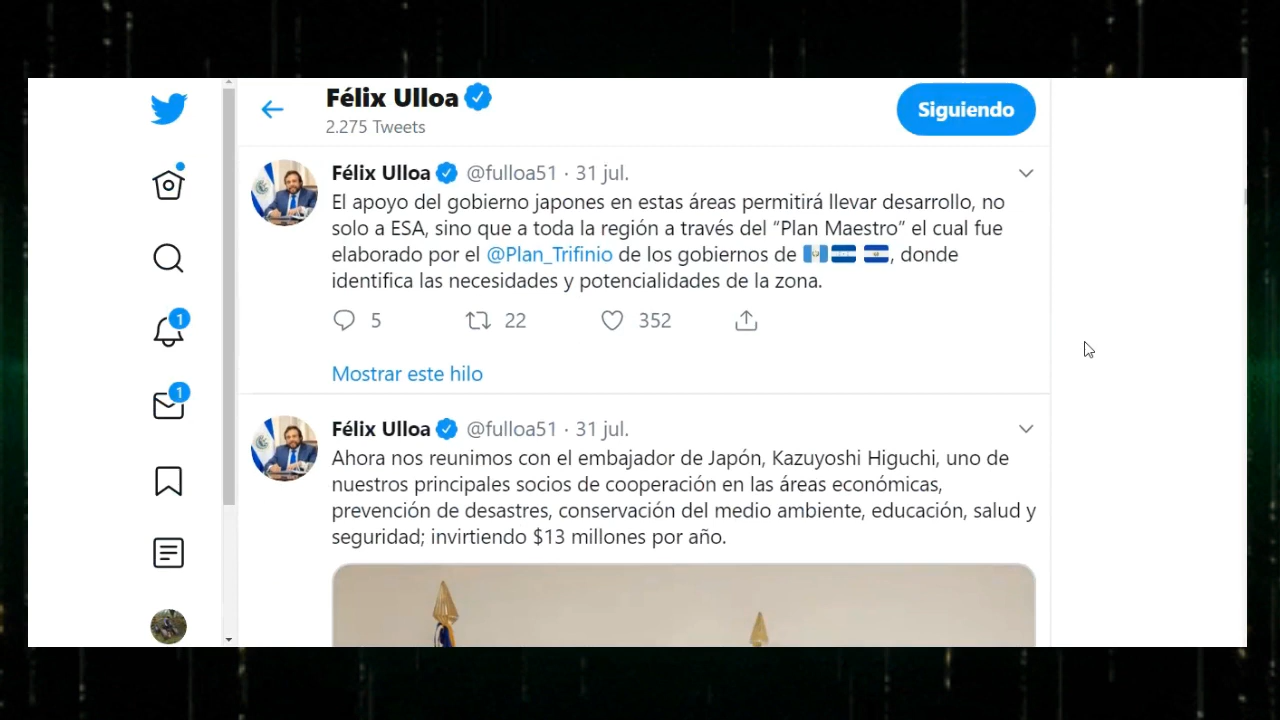 Félix Ulloa
2.275 Tweets
Siguiendo
Félix Ulloa @fulloa51 · 31 jul.
El apoyo del gobierno japones en estas áreas permitirá llevar desarrollo, no
solo a ESA, sino que a toda la región a través del “Plan Maestro” el cual fue
elaborado por el @Plan_Trifinio de los gobiernos de 🇬🇹🇭🇳 🇸🇻, donde
identifica las necesidades y potencialidades de la zona.
5 22 352
Mostrar este hilo
1
1
Félix Ulloa @fulloa51 · 31 jul.
Ahora nos reunimos con el embajador de Japón, Kazuyoshi Higuchi, uno de
nuestros principales socios de cooperación en las áreas económicas,
prevención de desastres, conservación del medio ambiente, educación, salud y
seguridad; invirtiendo $13 millones por año.